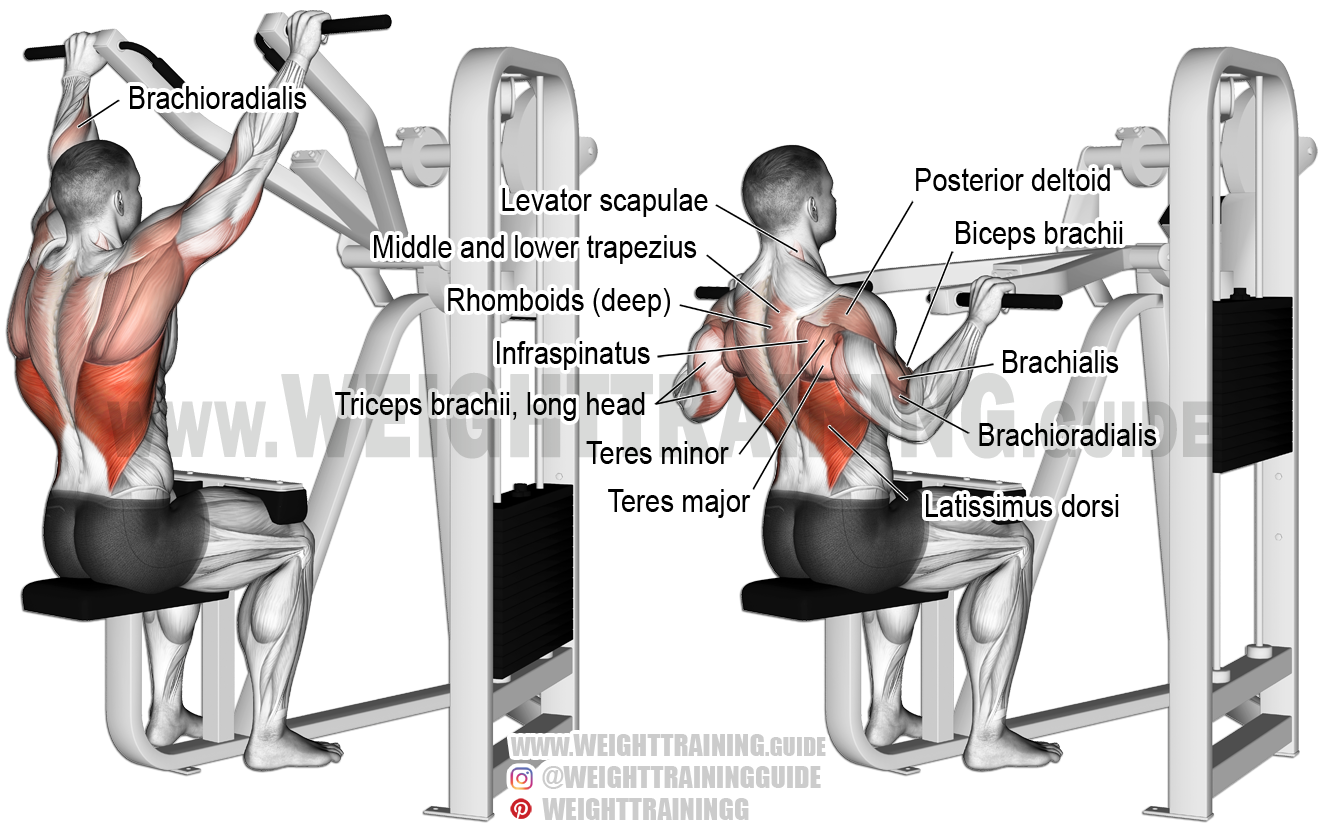 Brachioradialis
Levator scapulae
Posterior deltoid
Middle and lower trapezius
Biceps brachii
Rhomboids (deep)
Infraspinatus
Brachialis
Triceps brachii, long head
Brachioradialis
Teres minor
Teres major
Latissimus dorsi
www.WEIGHTTRAINING.GUIDE
WWW.WEIGHTTRAINING.GUIDE
@WEIGHTTRAININGGUIDE
WEIGHTTRAININGG